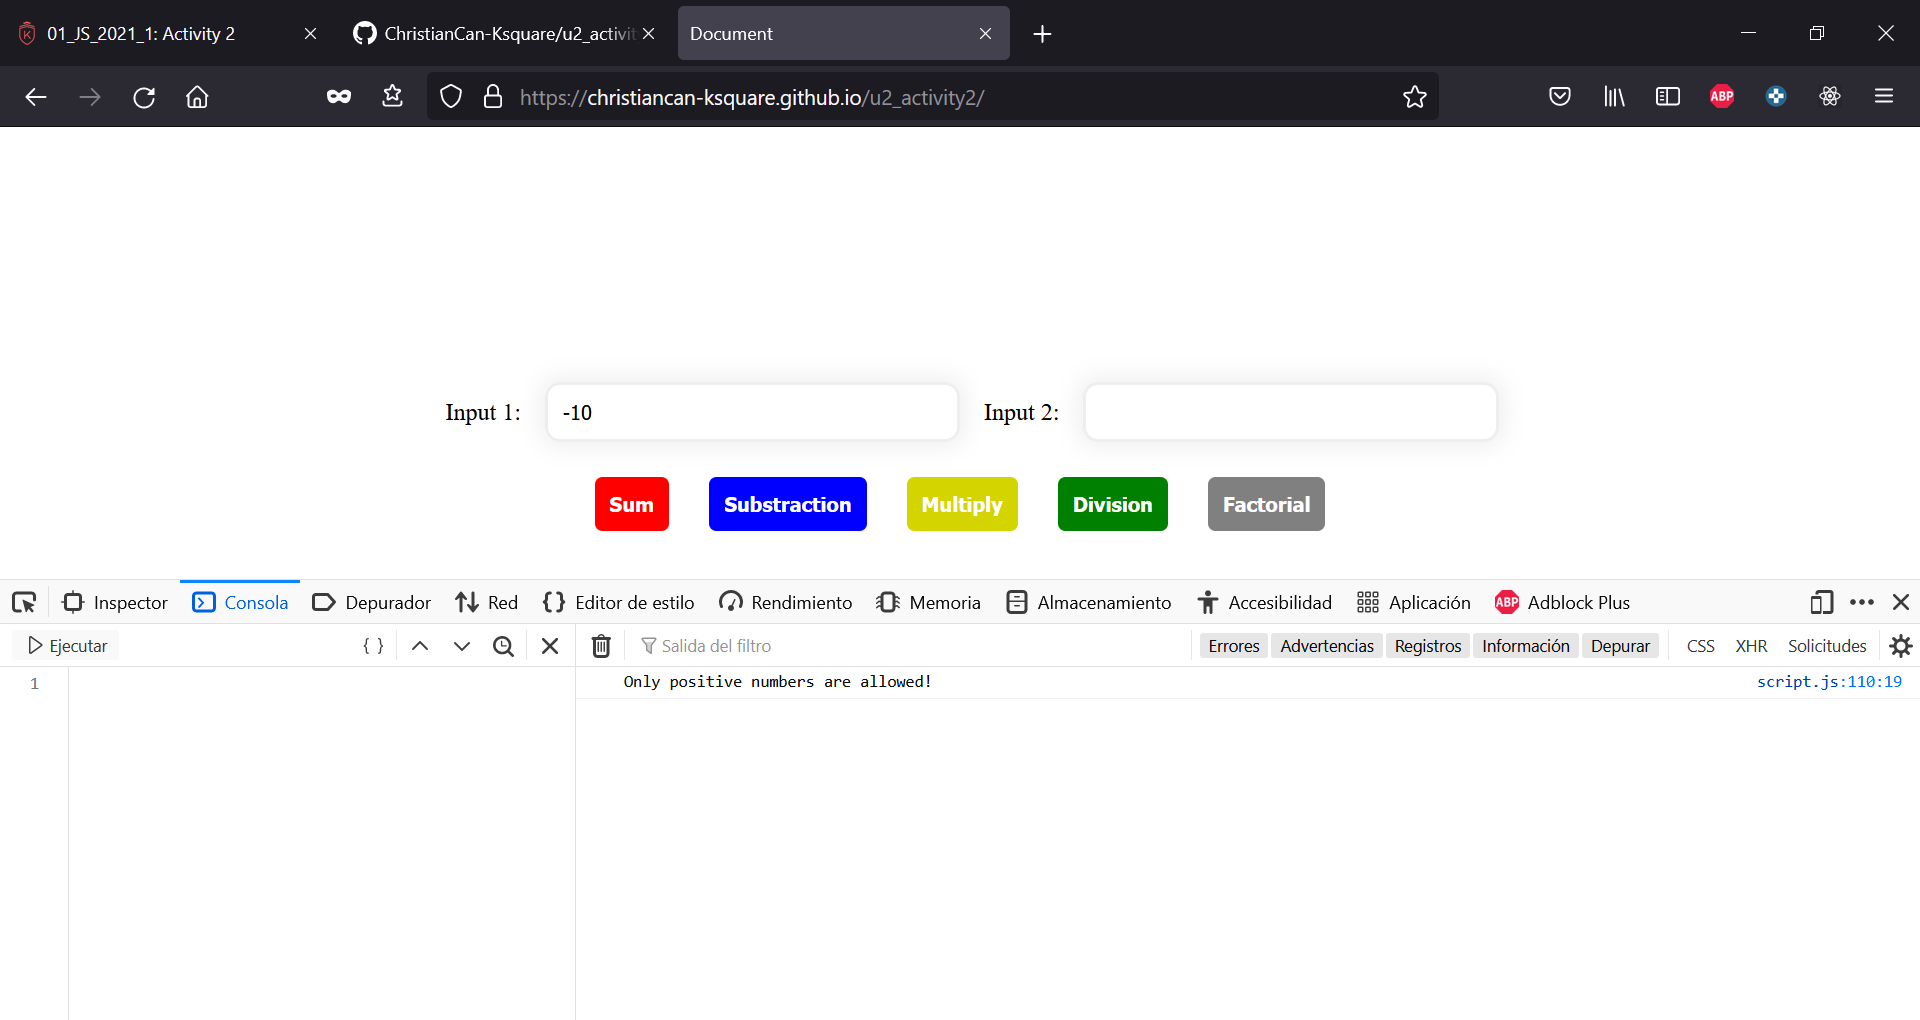 01_JS_2021_1: Activity 2
ChristianCan-Ksquare/u2_activit
Document
https://christiancan-ksquare.github.io/u2_activity2/
ABP
Input 1: -10 Input 2:
Sum Substraction Multiply Division Factorial
Inspector Consola Depurador Red Editor de estilo Rendimiento Memoria Almacenamiento Accesibilidad Aplicación ABP Adblock Plus
Ejecutar { } Salida del filtro Errores Advertencias Registros Información Depurar CSS XHR Solicitudes
1 Only positive numbers are allowed! script.js:110:19